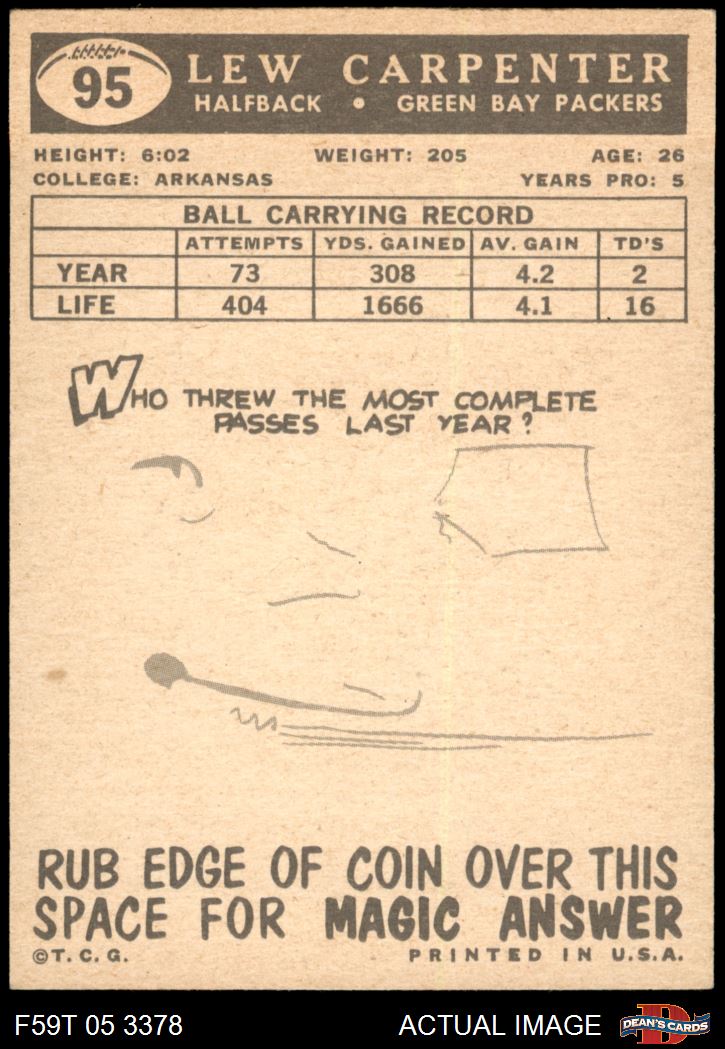 95
LEW CARPENTER
HALFBACK • GREEN BAY PACKERS
HEIGHT: 6:02 WEIGHT: 205 AGE: 26
COLLEGE: ARKANSAS YEARS PRO: 5
BALL CARRYING RECORD
ATTEMPTS YDS. GAINED AV. GAIN TD'S
YEAR 73 308 4.2 2
LIFE 404 1666 4.1 16
WHO THREW THE MOST COMPLETE
PASSES LAST YEAR?
RUB EDGE OF COIN OVER THIS
SPACE FOR MAGIC ANSWER
©T.C.G. PRINTED IN U.S.A.
F59T 05 3378 ACTUAL IMAGE D DEAN'S CARDS